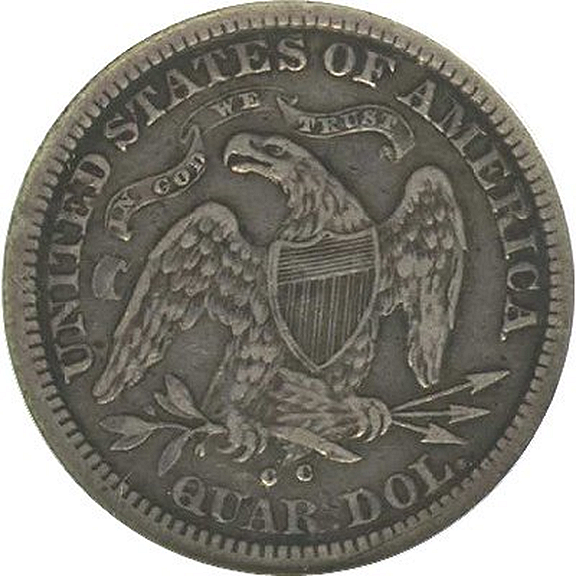 UNITED STATES OF AMERICA
IN GOD WE TRUST
CC
QUAR. DOL.